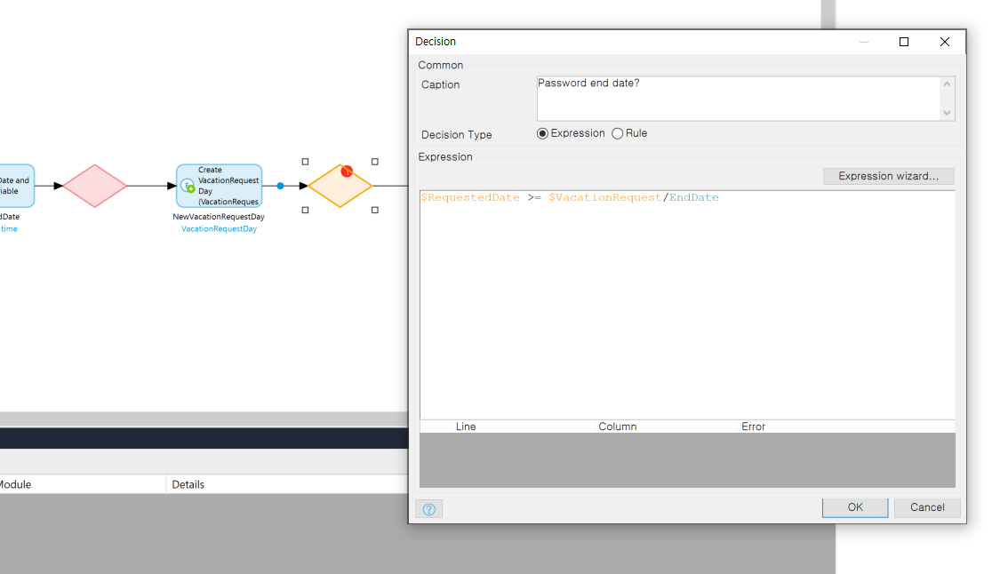 Decision
Common
Caption
Password end date?
Decision Type
Expression
Rule
Expression
Expression wizard...
$RequestedDate >= $VacationRequest/EndDate
Line
Column
Error
OK
Cancel
Date and
iable
dDate
time
Create
VacationRequest
Day
(VacationReques
NewVacationRequestDay
VacationRequestDay
Module
Details